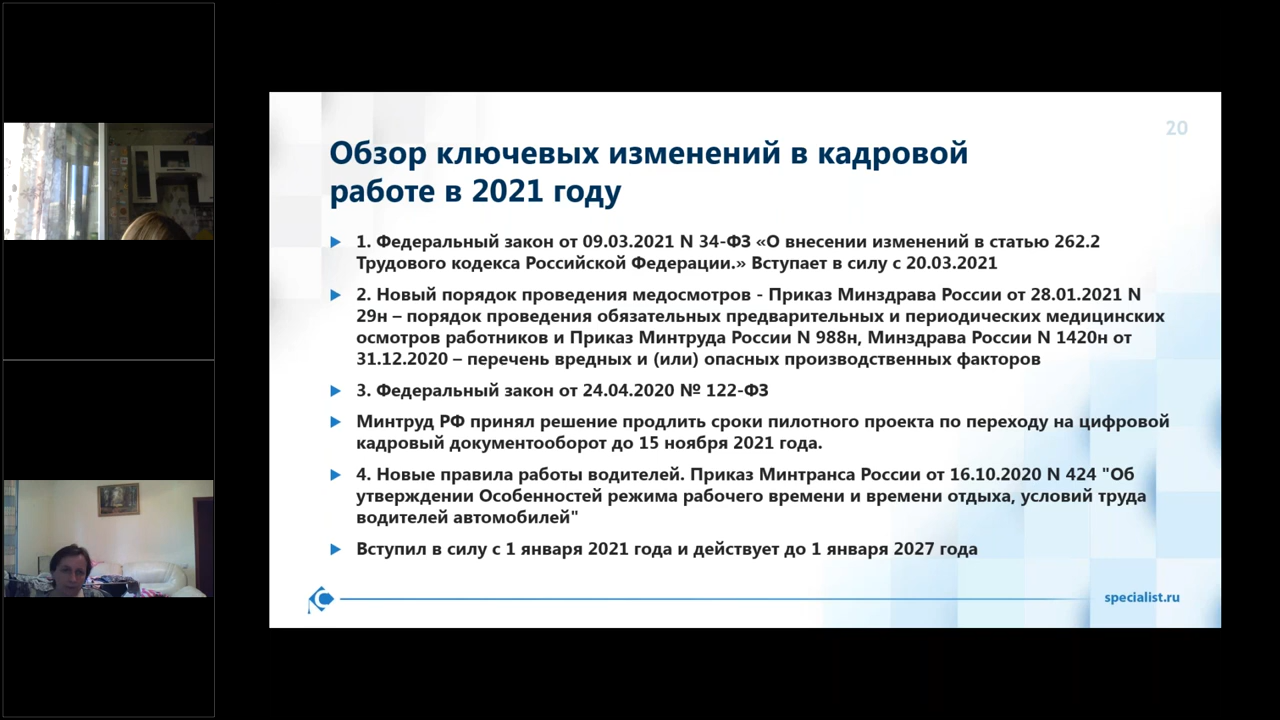 20
Обзор ключевых изменений в кадровой
работе в 2021 году
1. Федеральный закон от 09.03.2021 N 34-ФЗ «О внесении изменений в статью 262.2
Трудового кодекса Российской Федерации.» Вступает в силу с 20.03.2021
2. Новый порядок проведения медосмотров - Приказ Минздрава России от 28.01.2021 N
29н – порядок проведения обязательных предварительных и периодических медицинских
осмотров работников и Приказ Минтруда России N 988н, Минздрава России N 1420н от
31.12.2020 – перечень вредных и (или) опасных производственных факторов
3. Федеральный закон от 24.04.2020 № 122-ФЗ
Минтруд РФ принял решение продлить сроки пилотного проекта по переходу на цифровой
кадровый документооборот до 15 ноября 2021 года.
4. Новые правила работы водителей. Приказ Минтранса России от 16.10.2020 N 424 "Об
утверждении Особенностей режима рабочего времени и времени отдыха, условий труда
водителей автомобилей"
Вступил в силу с 1 января 2021 года и действует до 1 января 2027 года
specialist.ru